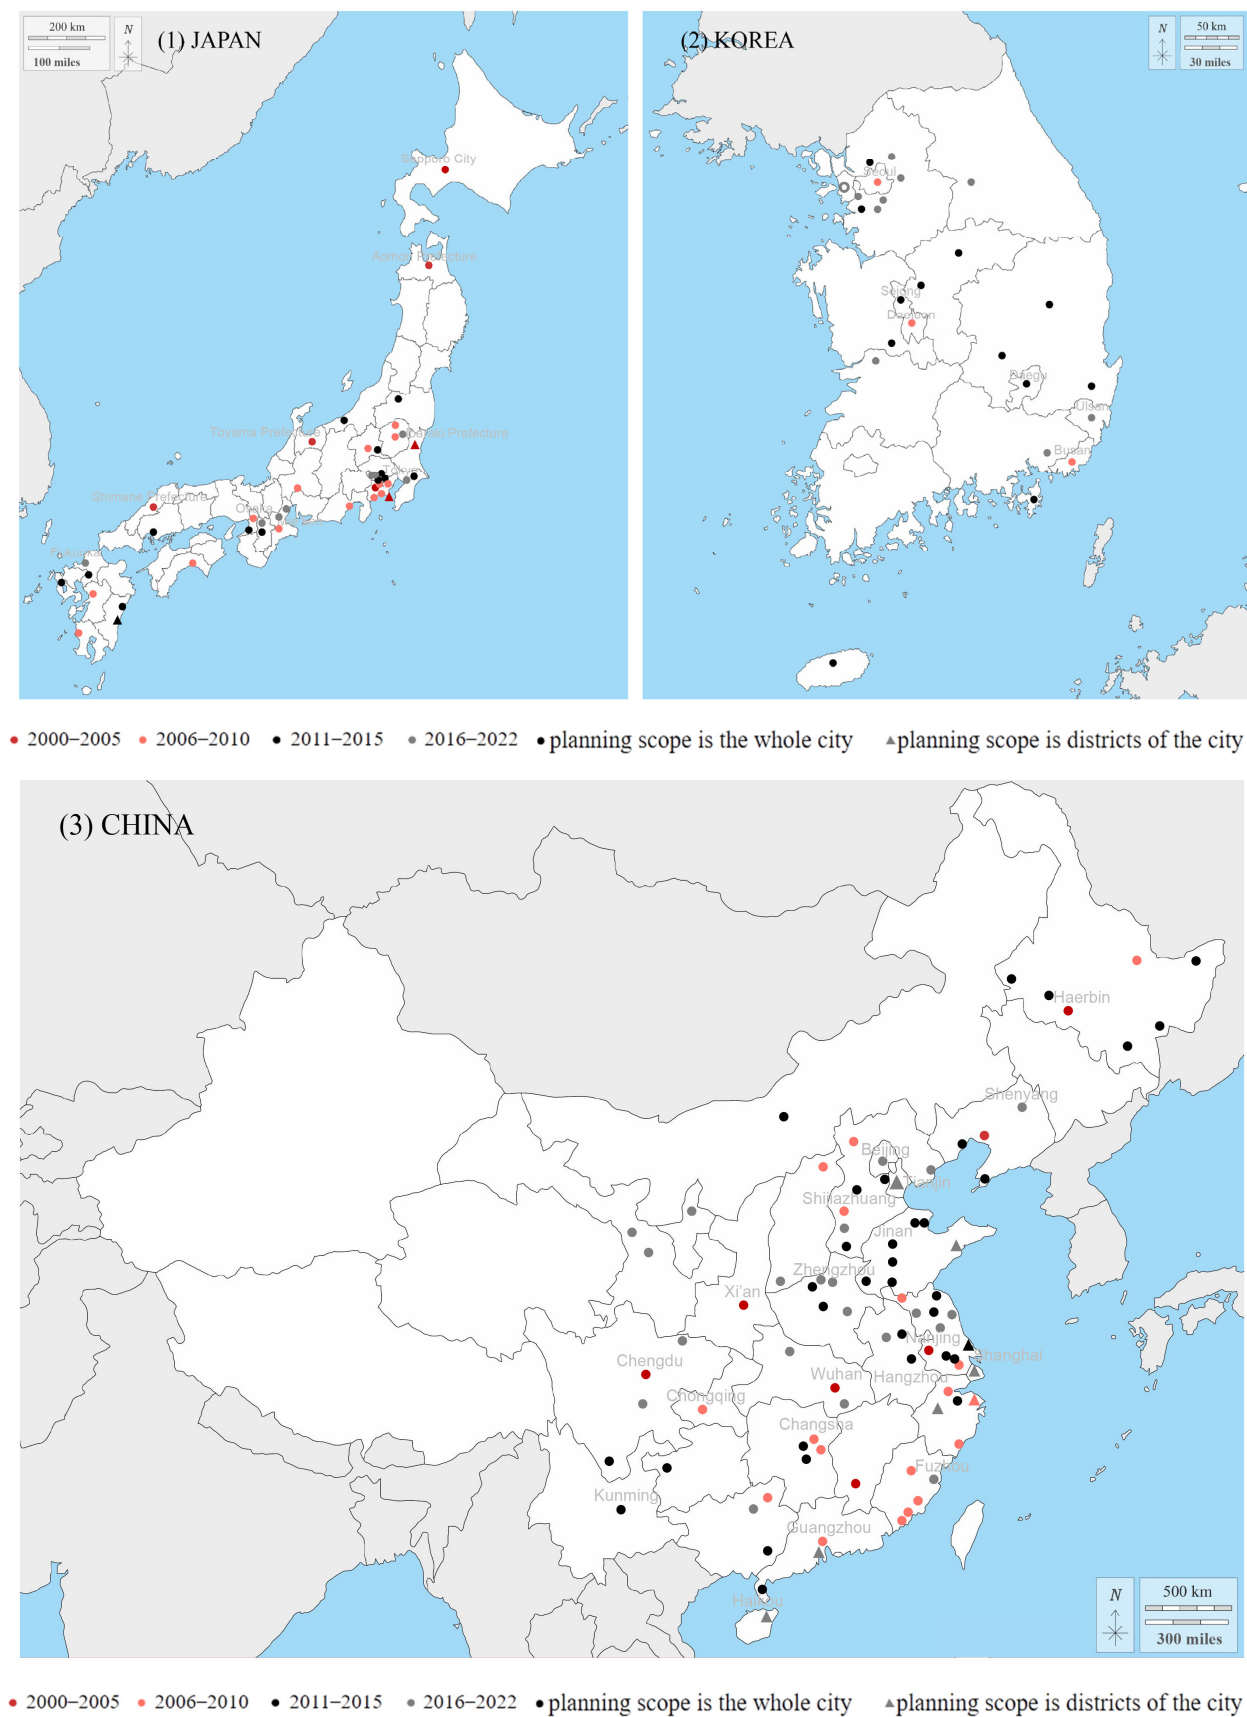 200 km
100 miles
N
(1) JAPAN
Sapporo City
Aomori Prefecture
Toyama Prefecture
Ibaraki Prefecture
Tokyo
Shimane Prefecture
Osaka
Fukuoka
(2) KOREA
N
50 km
30 miles
Seoul
Sejong
Daejeon
Daegu
Ulsan
Busan
2000–2005 2006–2010 2011–2015 2016–2022 planning scope is the whole city planning scope is districts of the city
(3) CHINA
Haerbin
Shenyang
Beijing
Tianjin
Shijiazhuang
Jinan
Zhengzhou
Xi'an
Nanjing
Shanghai
Chengdu
Wuhan
Hangzhou
Chongqing
Changsha
Fuzhou
Kunming
Guangzhou
Haikou
N
500 km
300 miles
2000–2005 2006–2010 2011–2015 2016–2022 planning scope is the whole city planning scope is districts of the city